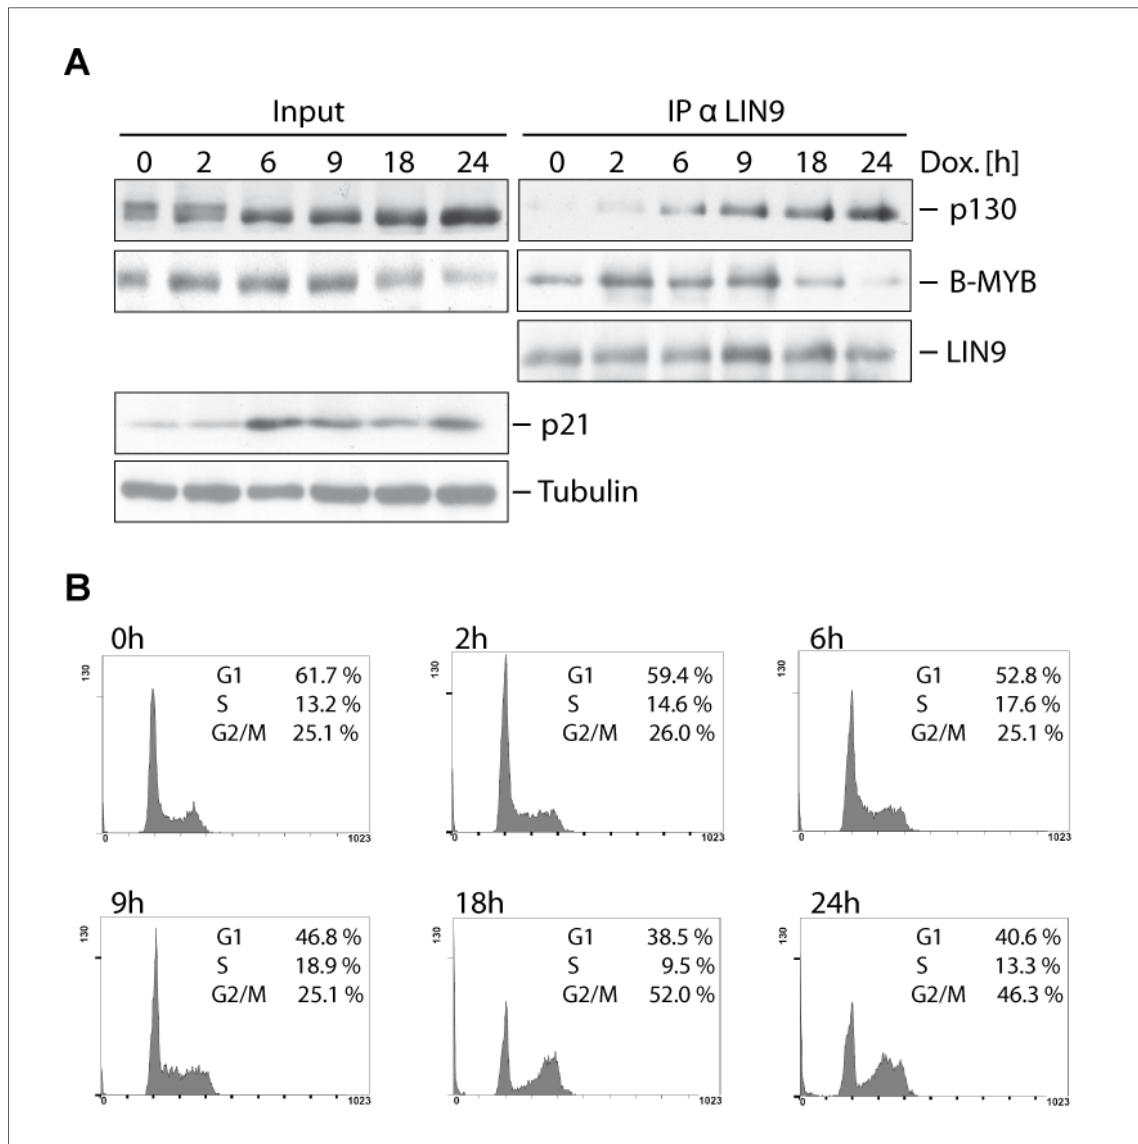 A
Input IP α LIN9
0 2 6 9 18 24 0 2 6 9 18 24 Dox. [h]
p130
B-MYB
LIN9
p21
Tubulin
B
0h 2h 6h
130 G1 61.7 % 130 G1 59.4 % 130 G1 52.8 %
S 13.2 % S 14.6 % S 17.6 %
G2/M 25.1 % G2/M 26.0 % G2/M 25.1 %
0 1023 0 1023 0 1023
9h 18h 24h
130 G1 46.8 % 130 G1 38.5 % 130 G1 40.6 %
S 18.9 % S 9.5 % S 13.3 %
G2/M 25.1 % G2/M 52.0 % G2/M 46.3 %
0 1023 0 1023 0 1023